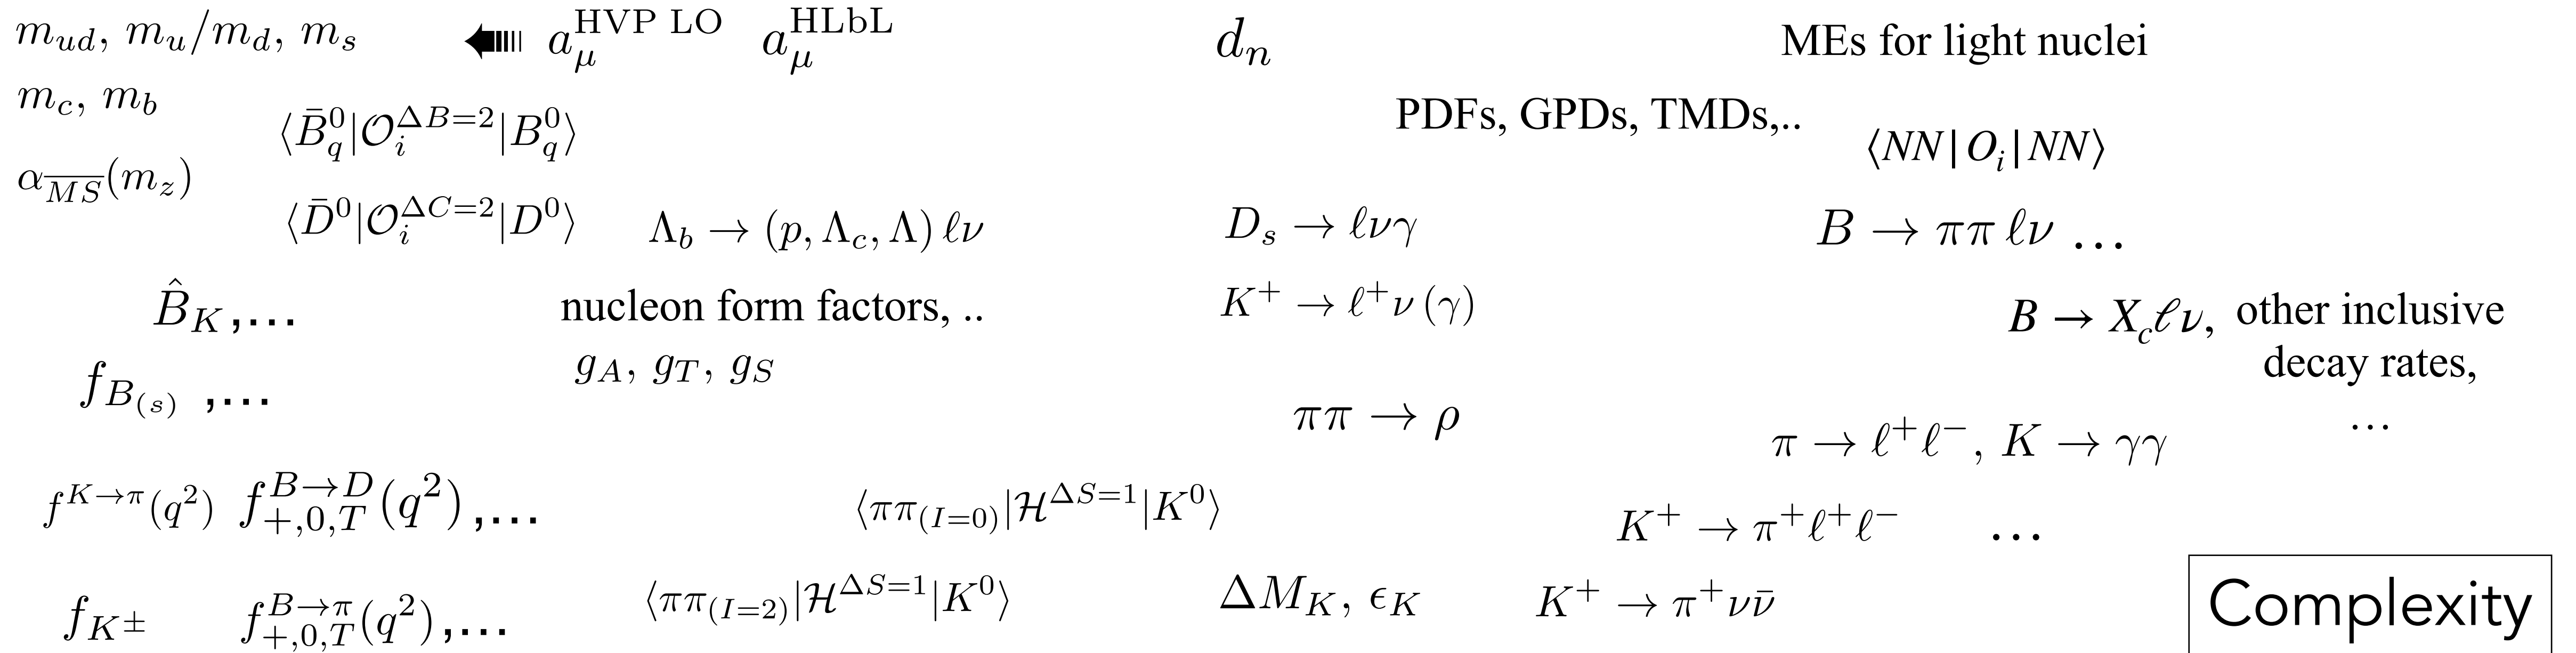 m_{ud}, m_u/m_d, m_s
a_μ^{HVP LO} a_μ^{HLbL}
d_n
MEs for light nuclei
m_c, m_b
⟨B̄_q^0|𝒪_i^{ΔB=2}|B_q^0⟩
PDFs, GPDs, TMDs,..
⟨NN|O_i|NN⟩
α_{\overline{MS}}(m_z)
⟨D̄^0|𝒪_i^{ΔC=2}|D^0⟩
Λ_b → (p, Λ_c, Λ) ℓν
D_s → ℓνγ
B → ππ ℓν ...
B̂_K,...
nucleon form factors, ..
K^+ → ℓ^+ν(γ)
B → X_cℓν,
other inclusive
decay rates,
...
f_{B_{(s)}} ,...
g_A, g_T, g_S
ππ → ρ
π → ℓ^+ℓ^-, K → γγ
f^{K→π}(q^2) f_{+,0,T}^{B→D}(q^2),...
⟨ππ_{(I=0)}|ℋ^{ΔS=1}|K^0⟩
K^+ → π^+ℓ^+ℓ^- ...
f_{K^±} f_{+,0,T}^{B→π}(q^2),...
⟨ππ_{(I=2)}|ℋ^{ΔS=1}|K^0⟩
ΔM_K, ϵ_K
K^+ → π^+νν̄
Complexity